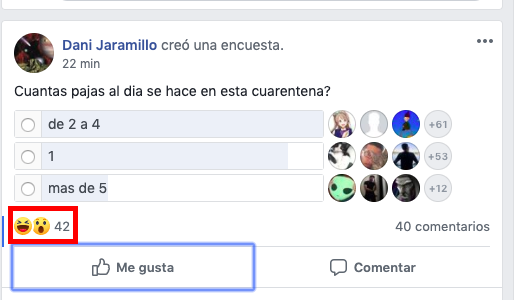 Dani Jaramillo creó una encuesta.
22 min
Cuantas pajas al dia se hace en esta cuarentena?
de 2 a 4 +61
1 +53
mas de 5 +12
42 40 comentarios
Me gusta Comentar